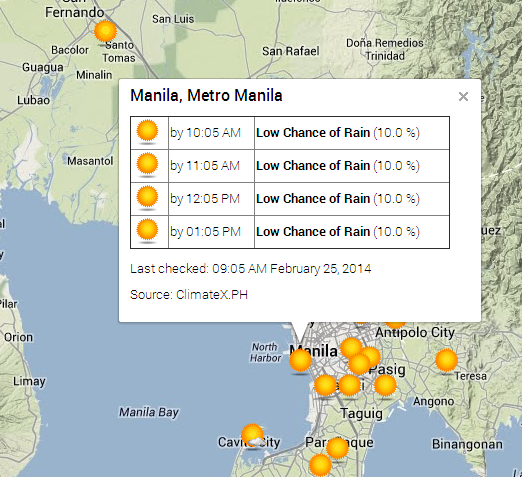 San
Fernando
San Luis
Bacolor
Santo
Tomas
Guagua
Minalin
San Rafael
Doña Remedios
Trinidad
Lubao
Masantol
Manila, Metro Manila
×
by 10:05 AM Low Chance of Rain (10.0 %)
by 11:05 AM Low Chance of Rain (10.0 %)
by 12:05 PM Low Chance of Rain (10.0 %)
by 01:05 PM Low Chance of Rain (10.0 %)
Last checked: 09:05 AM February 25, 2014
Source: ClimateX.PH
Pilar
Orion
Limay
North
Harbor
Manila
Antipolo City
Pasig
Teresa
Angono
Manila Bay
Taguig
Cavite City
Parañaque
Binangonan